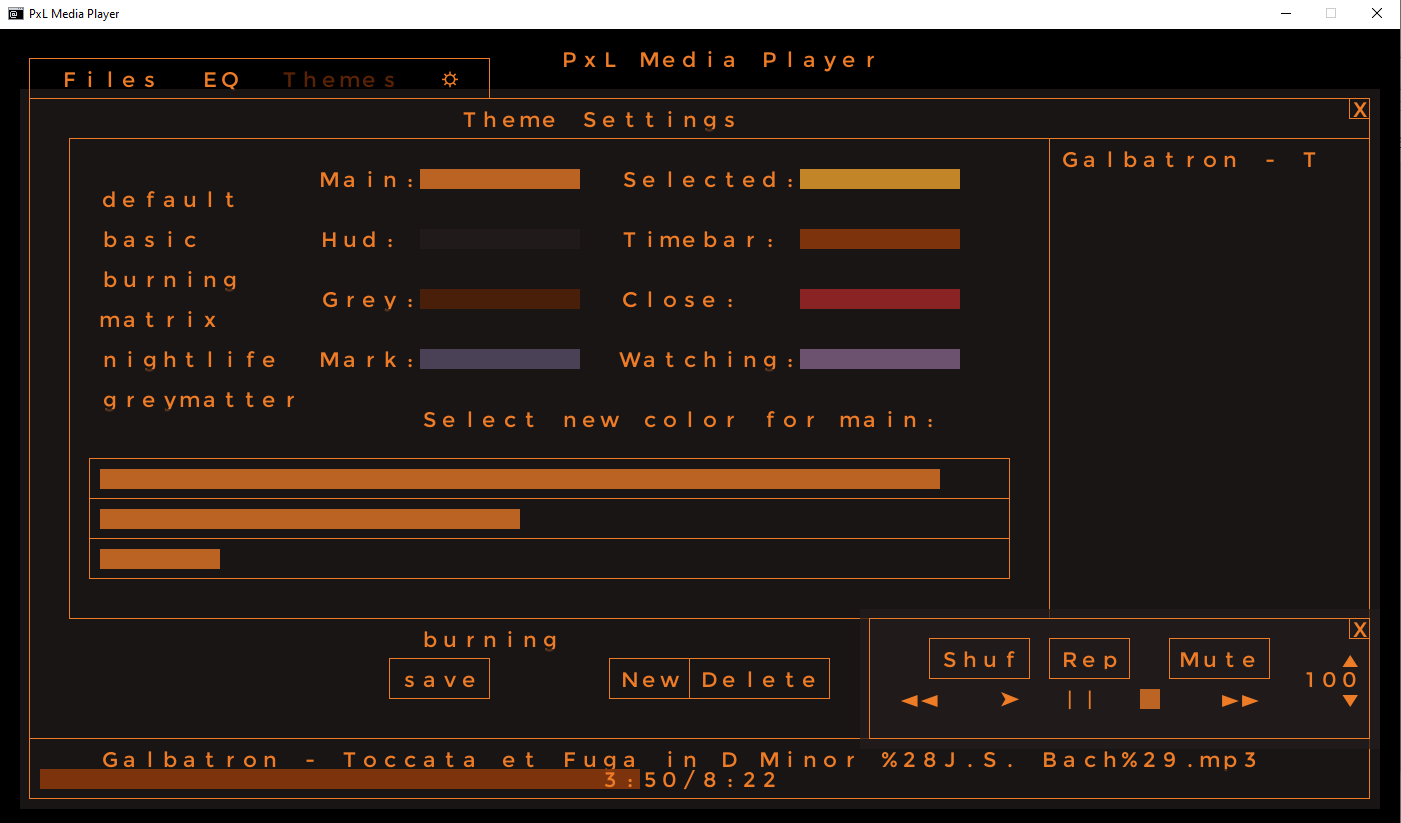 PxL Media Player
PxL Media Player
Files EQ Themes ☼
X
Theme Settings
Galbatron - T
Main: Selected:
default
Hud: Timebar:
basic
burning
Grey: Close:
matrix
nightlife
Mark: Watching:
greymatter
Select new color for main:
burning
X
save
New Delete
Shuf Rep Mute
100
Galbatron - Toccata et Fuga in D Minor %28J.S. Bach%29.mp3
3:50/8:22